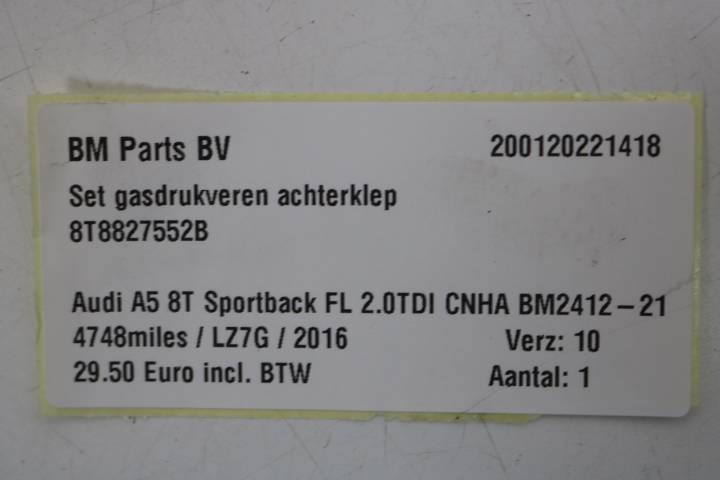 BM Parts BV 200120221418
Set gasdrukveren achterklep
8T8827552B
Audi A5 8T Sportback FL 2.0TDI CNHA BM2412-21
4748miles / LZ7G / 2016 Verz: 10
29.50 Euro incl. BTW Aantal: 1